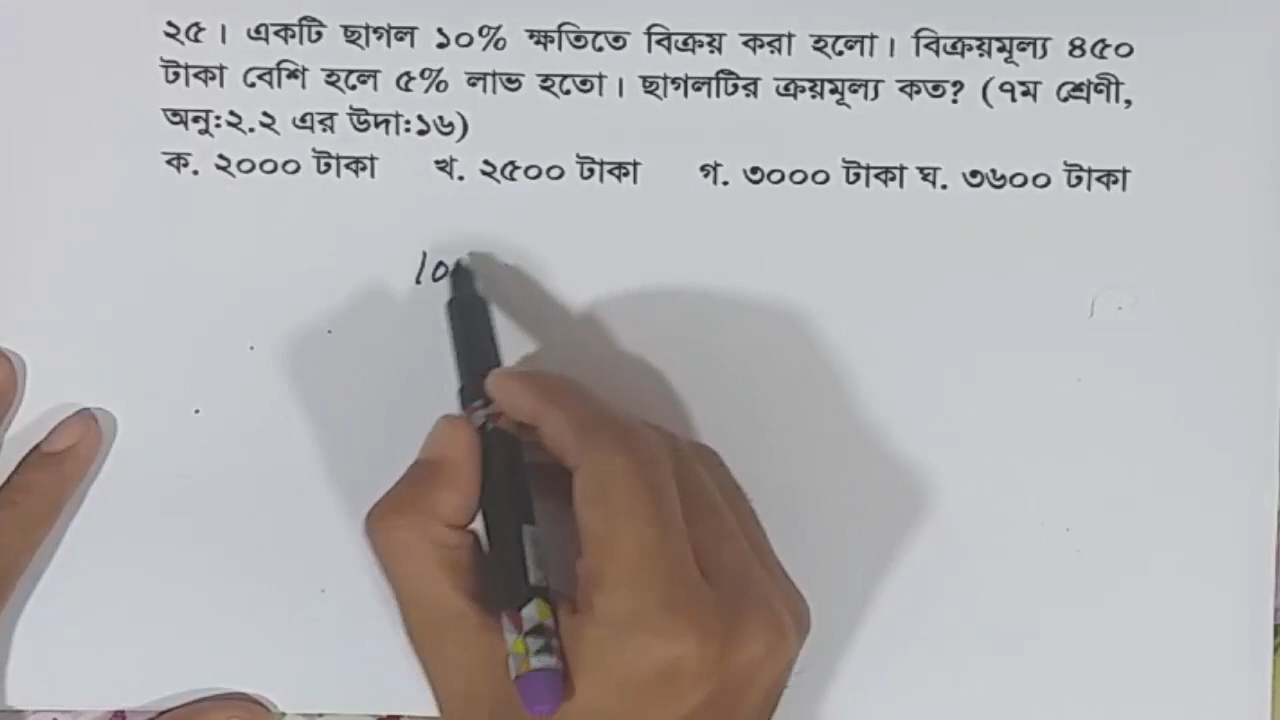 ২৫। একটি ছাগল ১০% ক্ষতিতে বিক্রয় করা হলো। বিক্রয়মূল্য ৪৫০
টাকা বেশি হলে ৫% লাভ হতো। ছাগলটির ক্রয়মূল্য কত? (৭ম শ্রেণী,
অনু:২.২ এর উদা:১৬)
ক. ২০০০ টাকা খ. ২৫০০ টাকা গ. ৩০০০ টাকা ঘ. ৩৬০০ টাকা
10